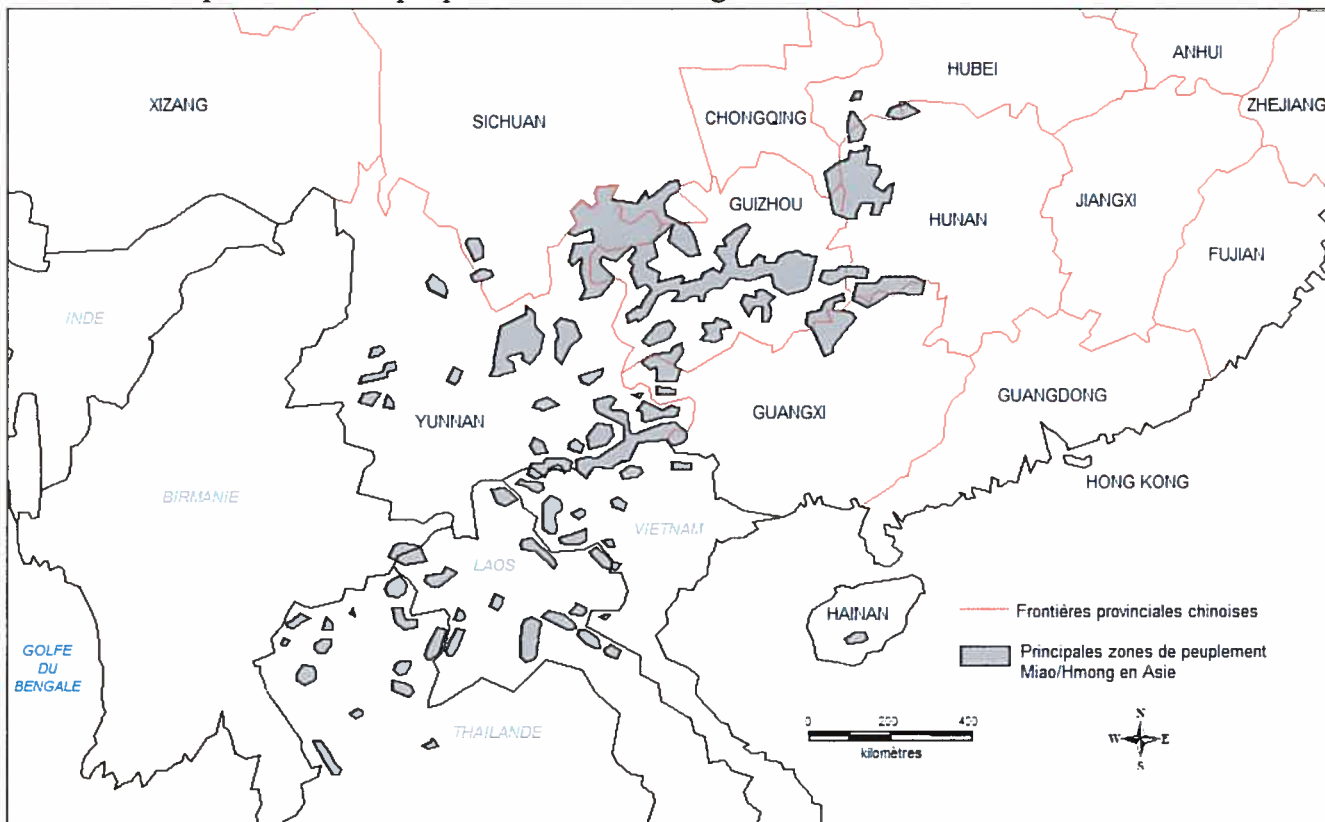 HUBEI
ANHUI
XIZANG
SICHUAN
CHONGQING
ZHEJIANG
GUIZHOU
HUNAN
JIANGXI
FUJIAN
INDE
YUNNAN
GUANGXI
GUANGDONG
BIRMANIE
HONG KONG
VIETNAM
LAOS
HAINAN
Frontières provinciales chinoises
GOLFE
DU
BENGALE
Principales zones de peuplement
Miao/Hmong en Asie
THAILANDE
0 200 400
kilomètres
N
W E
S